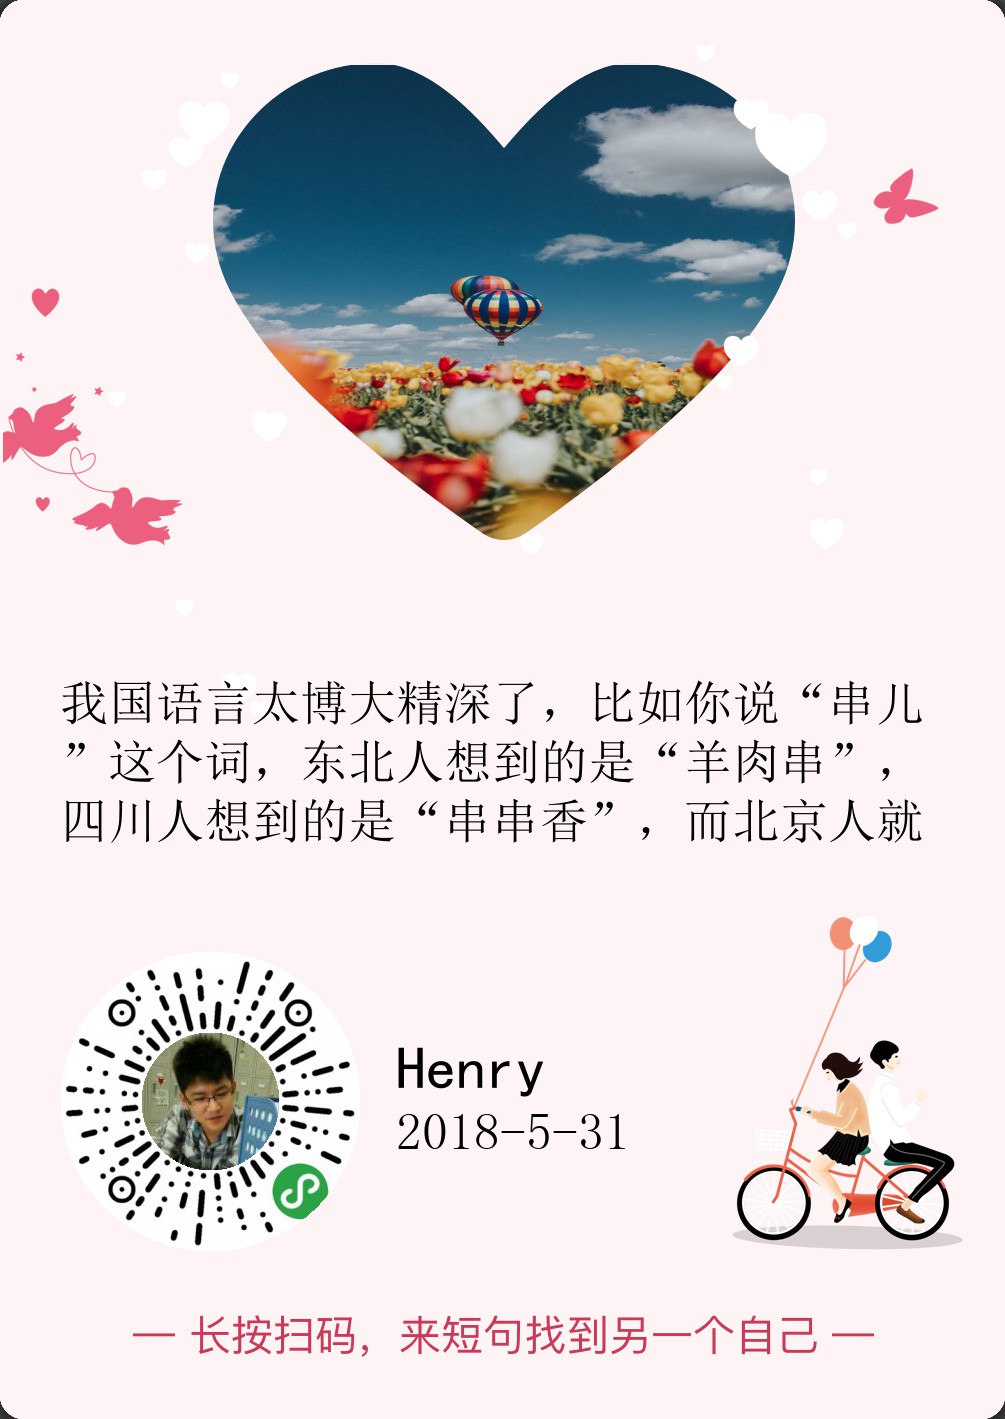 我国语言太博大精深了，比如你说“串儿
”这个词，东北人想到的是“羊肉串”，
四川人想到的是“串串香”，而北京人就
Henry
2018-5-31
— 长按扫码，来短句找到另一个自己 —